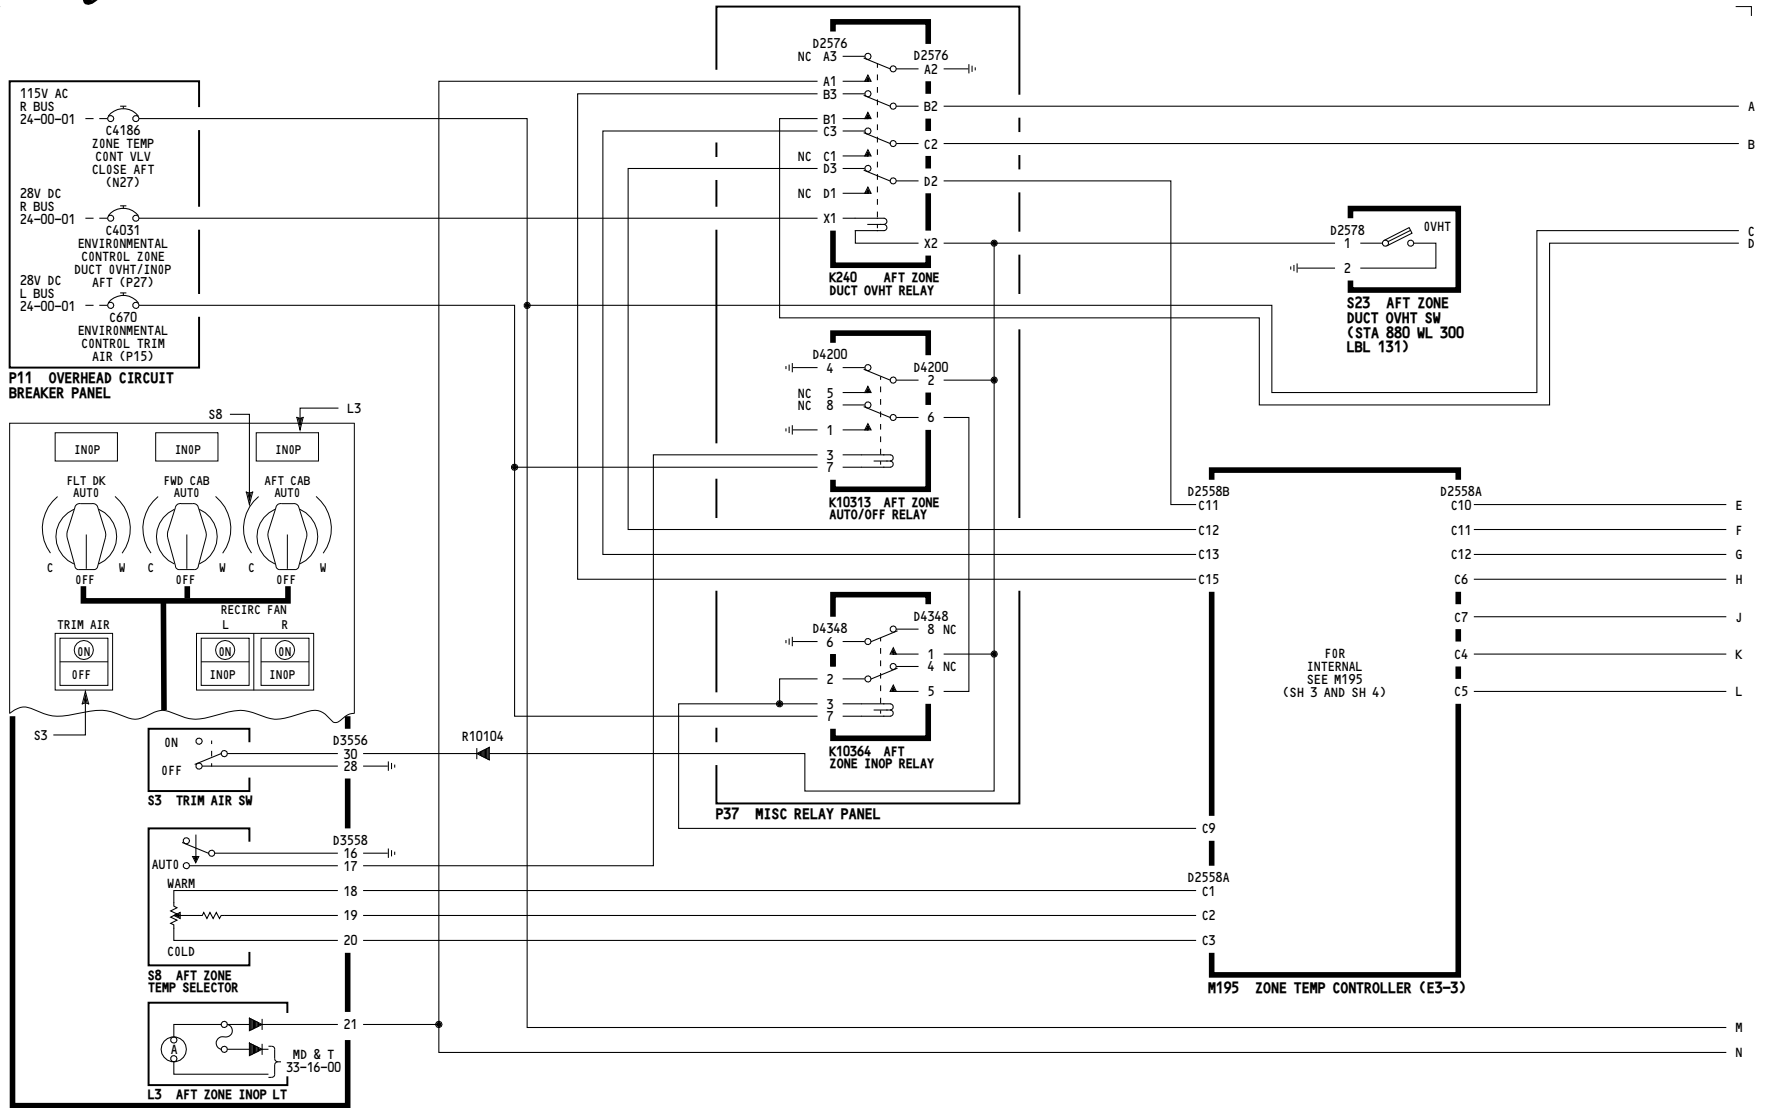 115V AC
R BUS
24-00-01
C4186
ZONE TEMP
CONT VLV
CLOSE AFT
(N27)
28V DC
R BUS
24-00-01
C4031
ENVIRONMENTAL
CONTROL ZONE
DUCT OVHT/INOP
AFT (P27)
28V DC
L BUS
24-00-01
C670
ENVIRONMENTAL
CONTROL TRIM
AIR (P15)
P11 OVERHEAD CIRCUIT
BREAKER PANEL
S8
L3
INOP INOP INOP
FLT DK FWD CAB AFT CAB
AUTO AUTO AUTO
C W C W C W
OFF OFF OFF
RECIRC FAN
TRIM AIR L R
ON ON ON
OFF INOP INOP
S3
ON
OFF
D3556
30
28
S3 TRIM AIR SW
R10104
AUTO
WARM
COLD
D3558
16
17
18
19
20
S8 AFT ZONE
TEMP SELECTOR
A
21
MD & T
33-16-00
L3 AFT ZONE INOP LT
D2576 D2576
NC A3
A2
A1
B3
B2
B1
C3
C2
NC C1
D3
D2
NC D1
X1
X2
K240 AFT ZONE
DUCT OVHT RELAY
D4200 D4200
4
2
NC 5
NC 8
6
1
3
7
K10313 AFT ZONE
AUTO/OFF RELAY
D4348 D4348
8 NC
6
1
4 NC
2
5
3
7
K10364 AFT
ZONE INOP RELAY
P37 MISC RELAY PANEL
D2578
OVHT
1
2
S23 AFT ZONE
DUCT OVHT SW
(STA 880 WL 300
LBL 131)
D2558B
C11
C12
C13
C15
C9
D2558A
C1
C2
C3
FOR
INTERNAL
SEE M195
(SH 3 AND SH 4)
D2558A
C10
C11
C12
C6
C7
C4
C5
M195 ZONE TEMP CONTROLLER (E3-3)
A
B
C
D
E
F
G
H
J
K
L
M
N